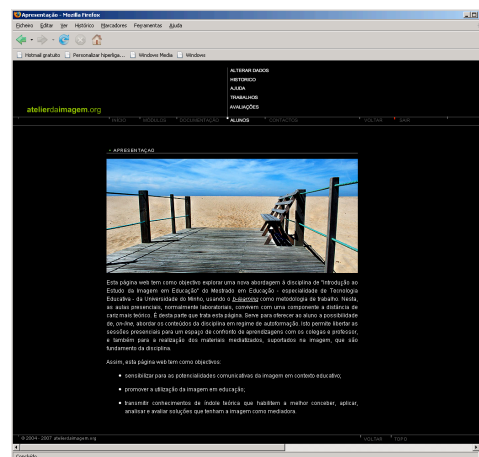 Apresentação - Mozilla Firefox
Ficheiro Editar Ver Histórico Marcadores Ferramentas Ajuda
Hotmail gratuito Personalizar hiperliga... Windows Media Windows
ALTERAR DADOS
HISTORICO
AJUDA
TRABALHOS
AVALIAÇÕES
atelierdaimagem.org
INÍCIO MÓDULOS DOCUMENTAÇÃO ALUNOS CONTACTOS VOLTAR SAIR
APRESENTAÇÃO
Esta página web tem como objectivo explorar uma nova abordagem à disciplina de "Introdução ao
Estudo da Imagem em Educação" do Mestrado em Educação - especialidade de Tecnologia
Educativa - da Universidade do Minho, usando o b-learning como metodologia de trabalho. Nesta,
as aulas presenciais, normalmente laboratoriais, convivem com uma componente a distância de
cariz mais teórico. É desta parte que trata esta página. Serve para oferecer ao aluno a possibilidade
de, on-line, abordar os conteúdos da disciplina em regime de autoformação. Isto permite libertar as
sessões presenciais para um espaço de confronto de aprendizagens com os colegas e professor,
e também para a realização dos materiais mediatizados, suportados na imagem, que são
fundamento da disciplina.
Assim, esta página web tem como objectivos:
• sensibilizar para as potencialidades comunicativas da imagem em contexto educativo;
• promover a utilização da imagem em educação;
• transmitir conhecimentos de índole teórica que habilitem a melhor conceber, aplicar,
analisar e avaliar soluções que tenham a imagem como mediadora.
© 2004 - 2007 atelierdaimagem.org VOLTAR TOPO
Concluído